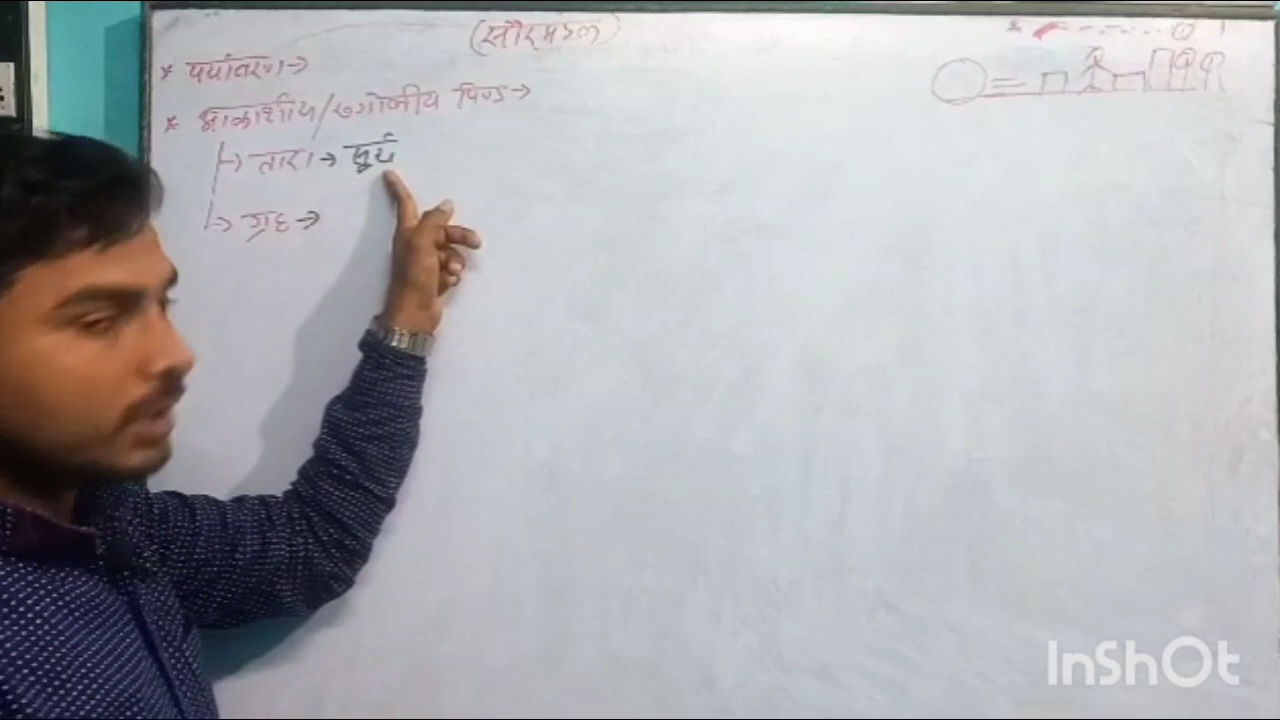 (सौरमंडल)
* पर्यावरण →
* आकाशीय/खगोलीय पिण्ड →
→ तारा → सूर्य
→ ग्रह →
InShOt